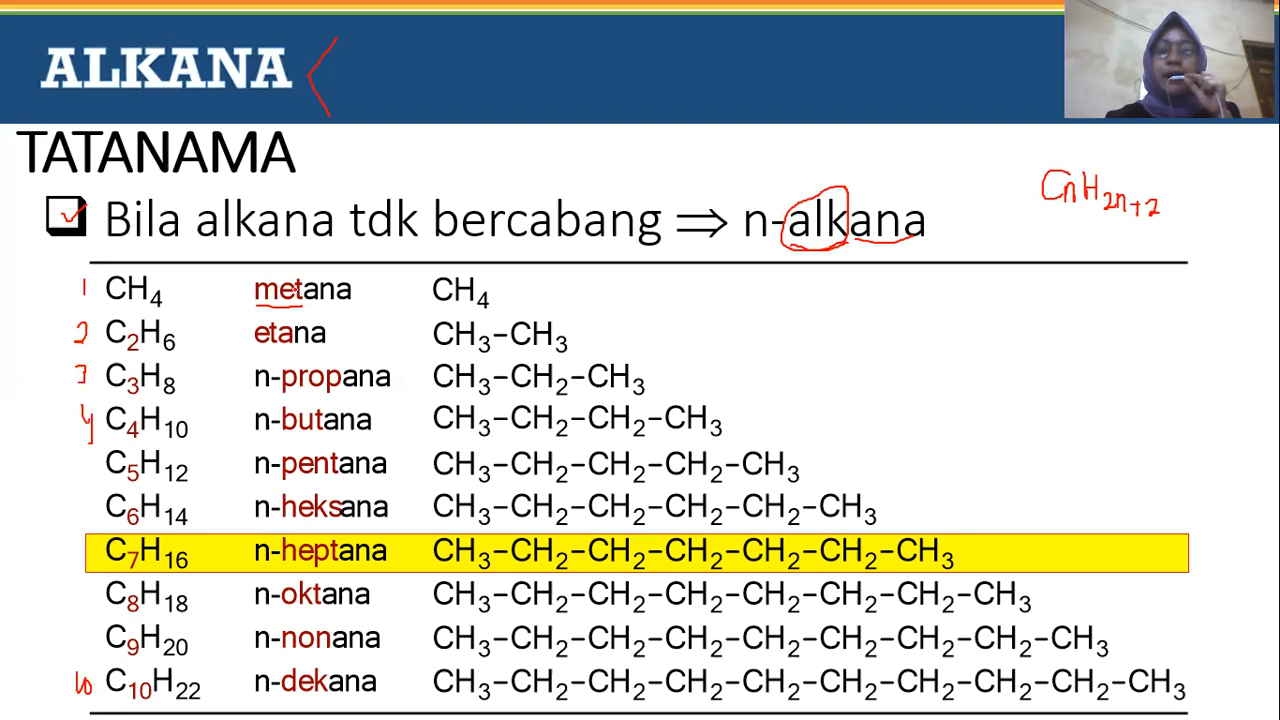 ALKANA
TATANAMA
CnH2n+2
Bila alkana tdk bercabang ⇒ n-alkana
1 CH4 metana CH4
2 C2H6 etana CH3–CH3
3 C3H8 n-propana CH3–CH2–CH3
4 C4H10 n-butana CH3–CH2–CH2–CH3
C5H12 n-pentana CH3–CH2–CH2–CH2–CH3
C6H14 n-heksana CH3–CH2–CH2–CH2–CH2–CH3
C7H16 n-heptana CH3–CH2–CH2–CH2–CH2–CH2–CH3
C8H18 n-oktana CH3–CH2–CH2–CH2–CH2–CH2–CH2–CH3
C9H20 n-nonana CH3–CH2–CH2–CH2–CH2–CH2–CH2–CH2–CH3
10 C10H22 n-dekana CH3–CH2–CH2–CH2–CH2–CH2–CH2–CH2–CH2–CH3